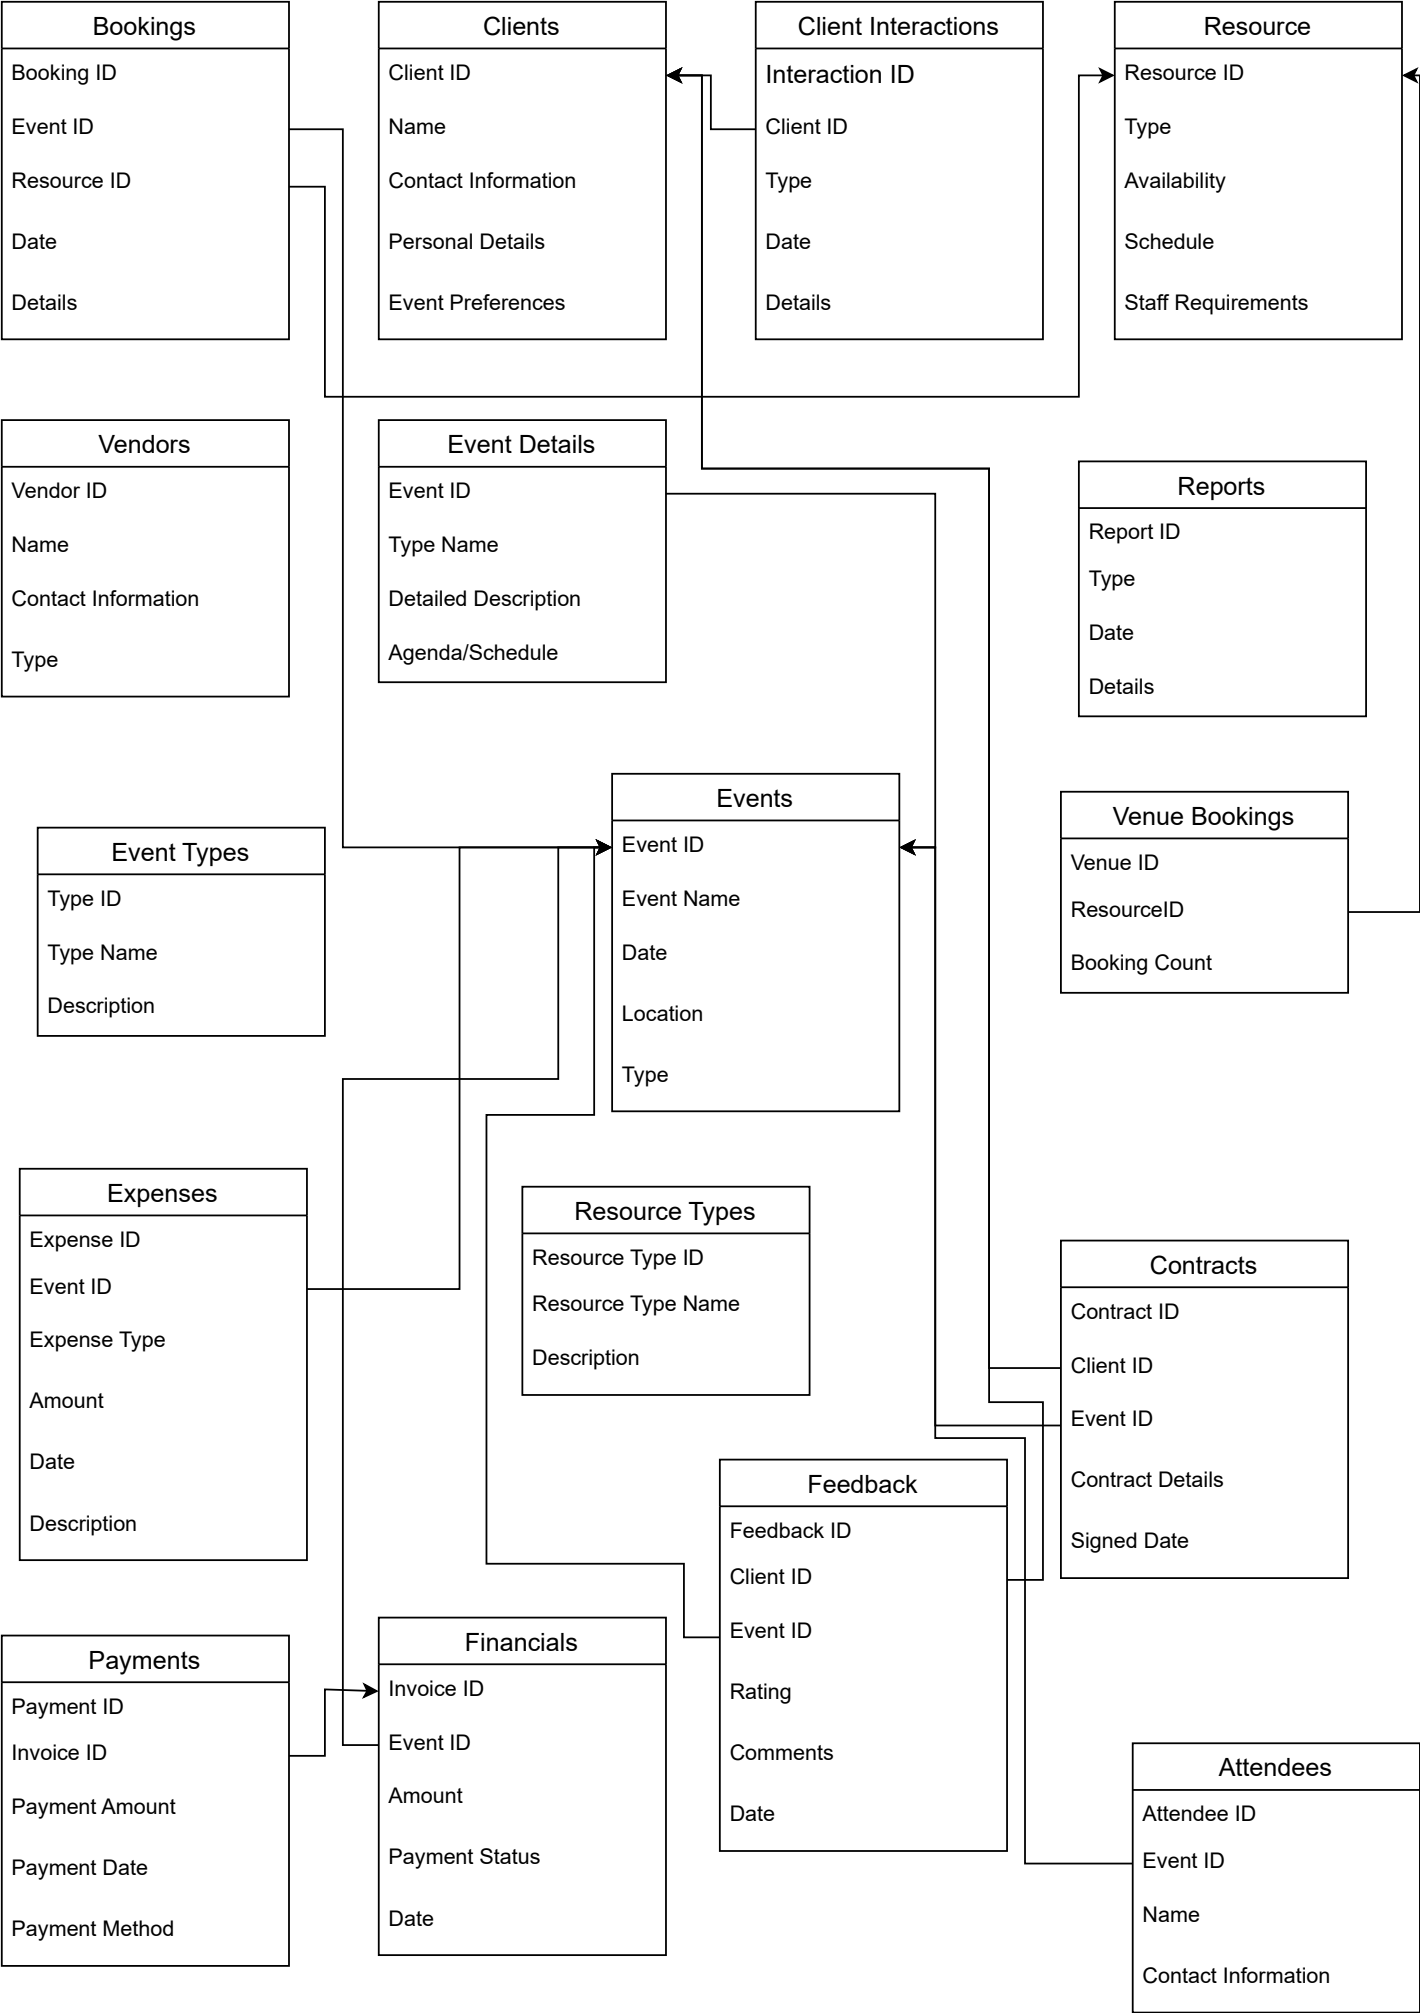 Bookings
Booking ID
Event ID
Resource ID
Date
Details
Clients
Client ID
Name
Contact Information
Personal Details
Event Preferences
Client Interactions
Interaction ID
Client ID
Type
Date
Details
Resource
Resource ID
Type
Availability
Schedule
Staff Requirements
Vendors
Vendor ID
Name
Contact Information
Type
Event Details
Event ID
Type Name
Detailed Description
Agenda/Schedule
Reports
Report ID
Type
Date
Details
Event Types
Type ID
Type Name
Description
Events
Event ID
Event Name
Date
Location
Type
Venue Bookings
Venue ID
ResourceID
Booking Count
Expenses
Expense ID
Event ID
Expense Type
Amount
Date
Description
Resource Types
Resource Type ID
Resource Type Name
Description
Contracts
Contract ID
Client ID
Event ID
Contract Details
Signed Date
Payments
Payment ID
Invoice ID
Payment Amount
Payment Date
Payment Method
Financials
Invoice ID
Event ID
Amount
Payment Status
Date
Feedback
Feedback ID
Client ID
Event ID
Rating
Comments
Date
Attendees
Attendee ID
Event ID
Name
Contact Information